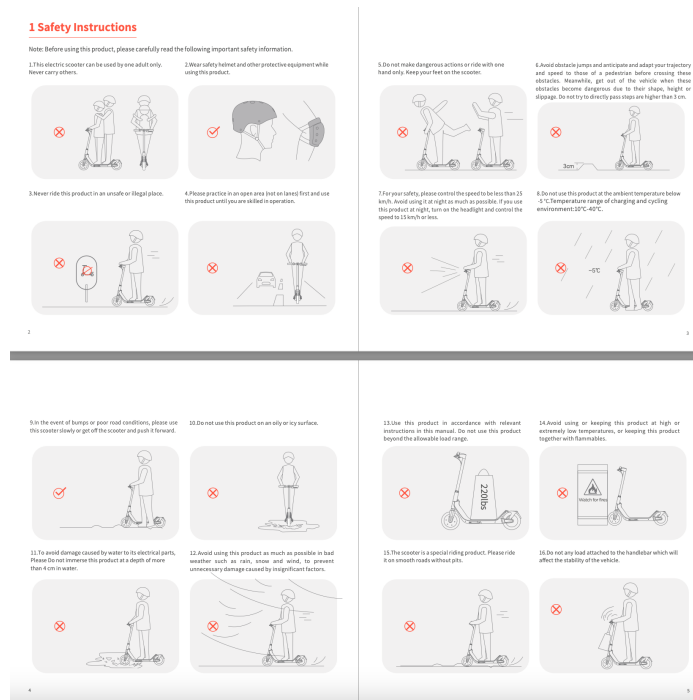 1 Safety Instructions
Note: Before using this product, please carefully read the following important safety information.
1.This electric scooter can be used by one adult only.
Never carry others.
2.Wear safety helmet and other protective equipment while
using this product.
3.Never ride this product in an unsafe or illegal place.
4.Please practice in an open area (not on lanes) first and use
this product until you are skilled in operation.
2
5.Do not make dangerous actions or ride with one
hand only. Keep your feet on the scooter.
6.Avoid obstacle jumps and anticipate and adapt your trajectory
and speed to those of a pedestrian before crossing these
obstacles. Meanwhile, get out of the vehicle when these
obstacles become dangerous due to their shape, height or
slippage. Do not try to directly pass steps are higher than 3 cm.
3cm
7.For your safety, please control the speed to be less than 25
km/h. Avoid using it at night as much as possible. If you use
this product at night, turn on the headlight and control the
speed to 15 km/h or less.
8.Do not use this product at the ambient temperature below
-5 ℃.Temperature range of charging and cycling
environment:10℃-40℃.
-5℃
3
9.In the event of bumps or poor road conditions, please use
this scooter slowly or get off the scooter and push it forward.
10.Do not use this product on an oily or icy surface.
11.To avoid damage caused by water to its electrical parts,
Please Do not immerse this product at a depth of more
than 4 cm in water.
12.Avoid using this product as much as possible in bad
weather such as rain, snow and wind, to prevent
unnecessary damage caused by insignificant factors.
4
13.Use this product in accordance with relevant
instructions in this manual. Do not use this product
beyond the allowable load range.
220lbs
14.Avoid using or keeping this product at high or
extremely low temperatures, or keeping this product
together with flammables.
Watch for fires
15.The scooter is a special riding product. Please ride
it on smooth roads without pits.
16.Do not any load attached to the handlebar which will
affect the stability of the vehicle.
5